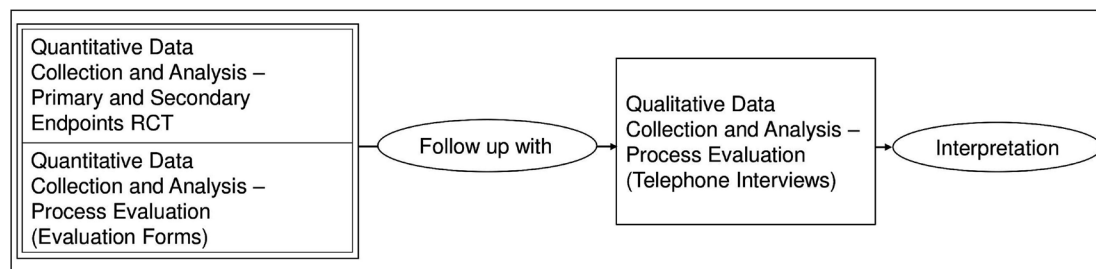 Quantitative Data
Collection and Analysis –
Primary and Secondary
Endpoints RCT
Quantitative Data
Collection and Analysis –
Process Evaluation
(Evaluation Forms)
Follow up with
Qualitative Data
Collection and Analysis –
Process Evaluation
(Telephone Interviews)
Interpretation